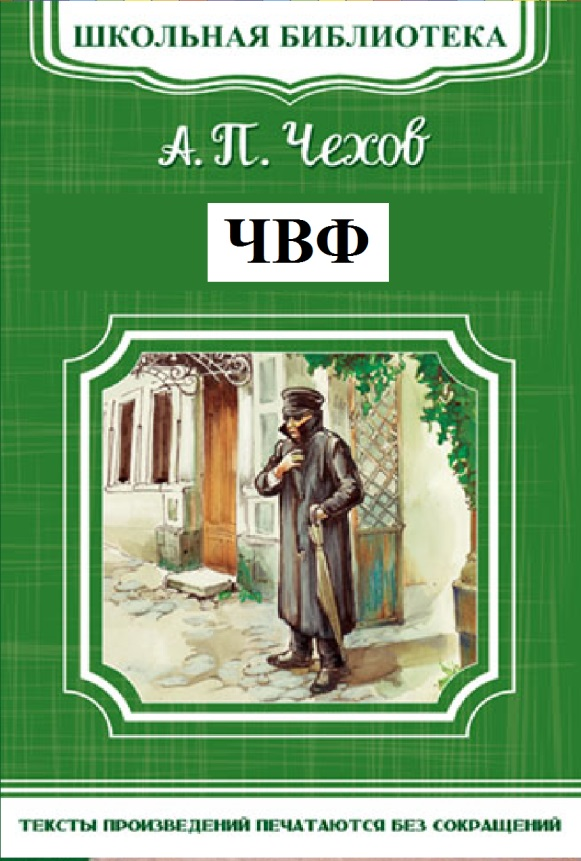 ШКОЛЬНАЯ БИБЛИОТЕКА
А. П. Чехов
ЧВФ
ТЕКСТЫ ПРОИЗВЕДЕНИЙ ПЕЧАТАЮТСЯ БЕЗ СОКРАЩЕНИЙ